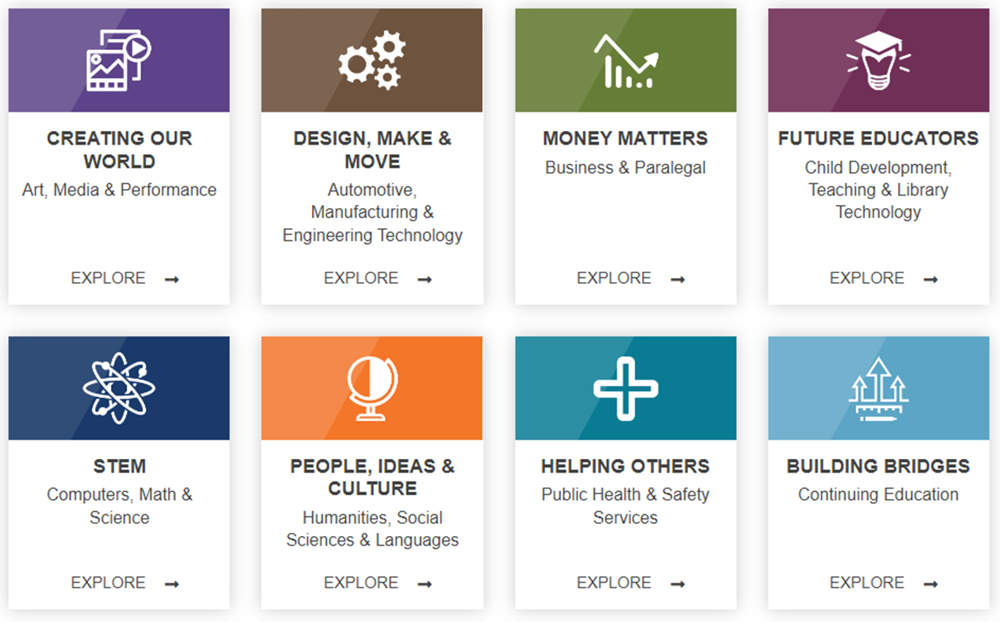 CREATING OUR
WORLD
Art, Media & Performance
EXPLORE
DESIGN, MAKE &
MOVE
Automotive,
Manufacturing &
Engineering Technology
EXPLORE
MONEY MATTERS
Business & Paralegal
EXPLORE
FUTURE EDUCATORS
Child Development,
Teaching & Library
Technology
EXPLORE
STEM
Computers, Math &
Science
EXPLORE
PEOPLE, IDEAS &
CULTURE
Humanities, Social
Sciences & Languages
EXPLORE
HELPING OTHERS
Public Health & Safety
Services
EXPLORE
BUILDING BRIDGES
Continuing Education
EXPLORE